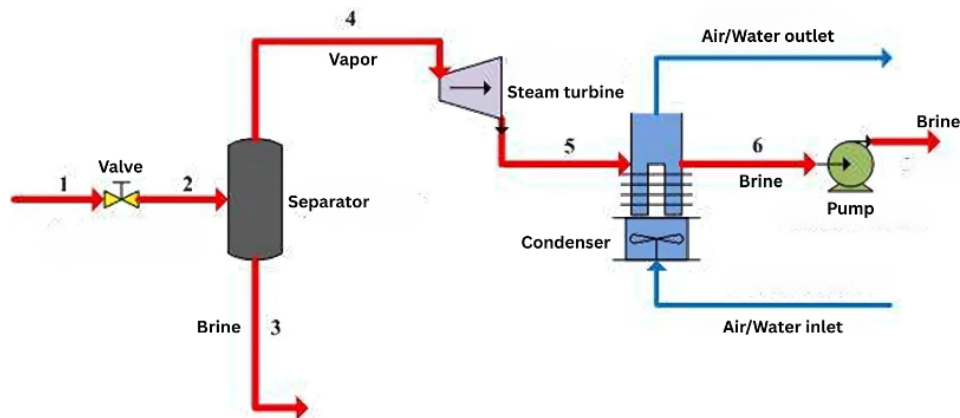 4
Vapor
Air/Water outlet
Steam turbine
Valve
1
2
Separator
5
6
Brine
Brine
Pump
Condenser
Brine
3
Air/Water inlet